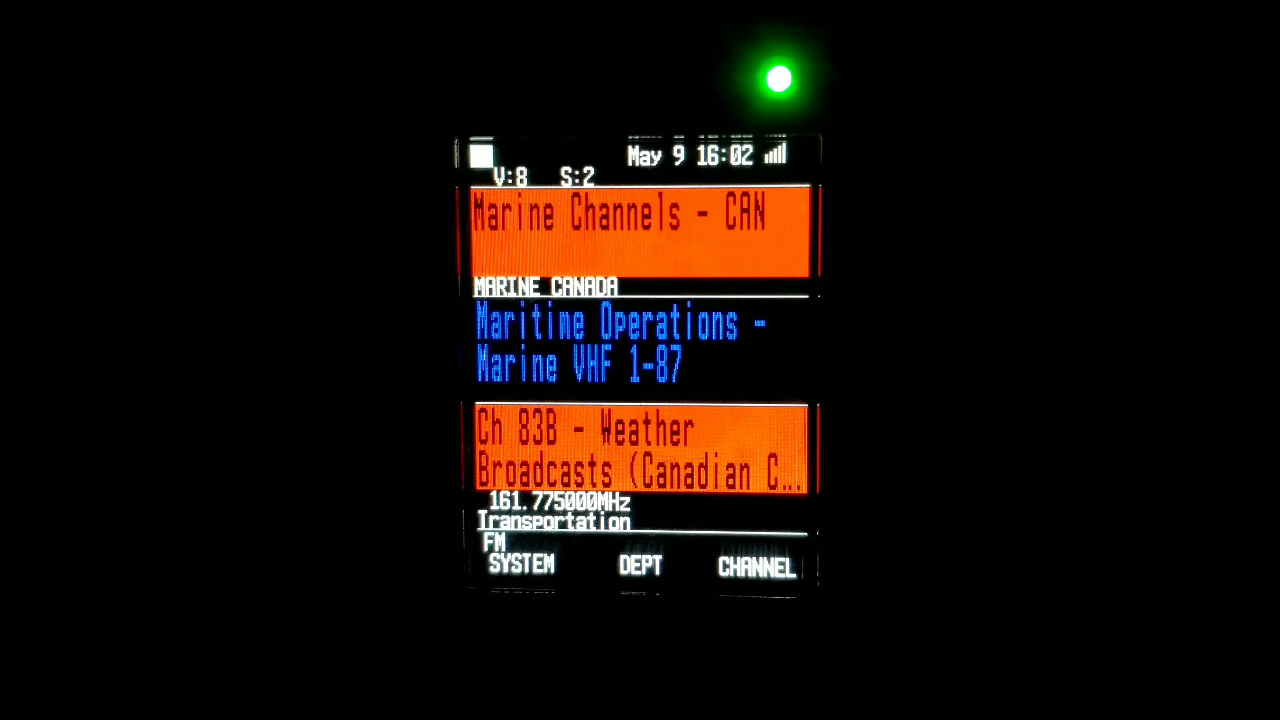 May 9 16:02
V:8 S:2
Marine Channels - CAN
MARINE CANADA
Maritime Operations -
Marine VHF 1-87
Ch 83B - Weather
Broadcasts (Canadian C...
161.775000MHz
Transportation
FM
SYSTEM DEPT CHANNEL